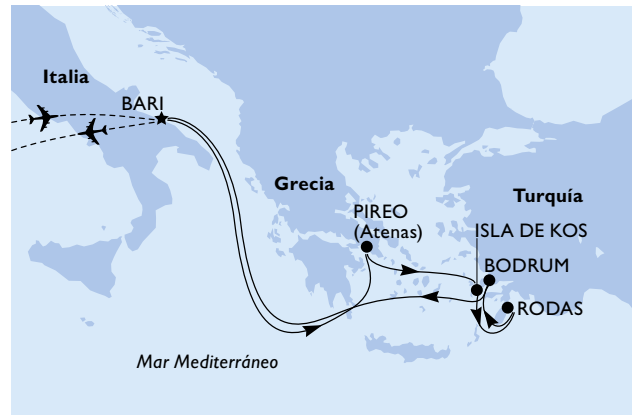 Italia
BARI
Grecia
Turquía
PIREO
(Atenas)
ISLA DE KOS
BODRUM
RODAS
Mar Mediterráneo